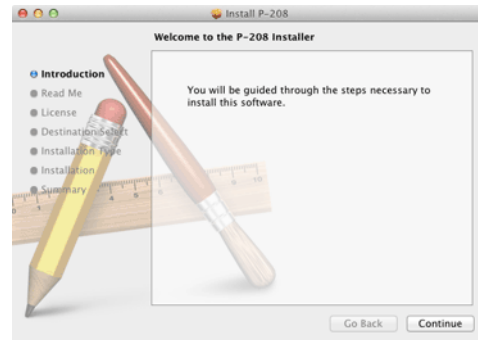 Install P-208
Welcome to the P-208 Installer
Introduction
Read Me
License
Destination Select
Installation Type
Installation
Summary
You will be guided through the steps necessary to
install this software.
Go Back
Continue